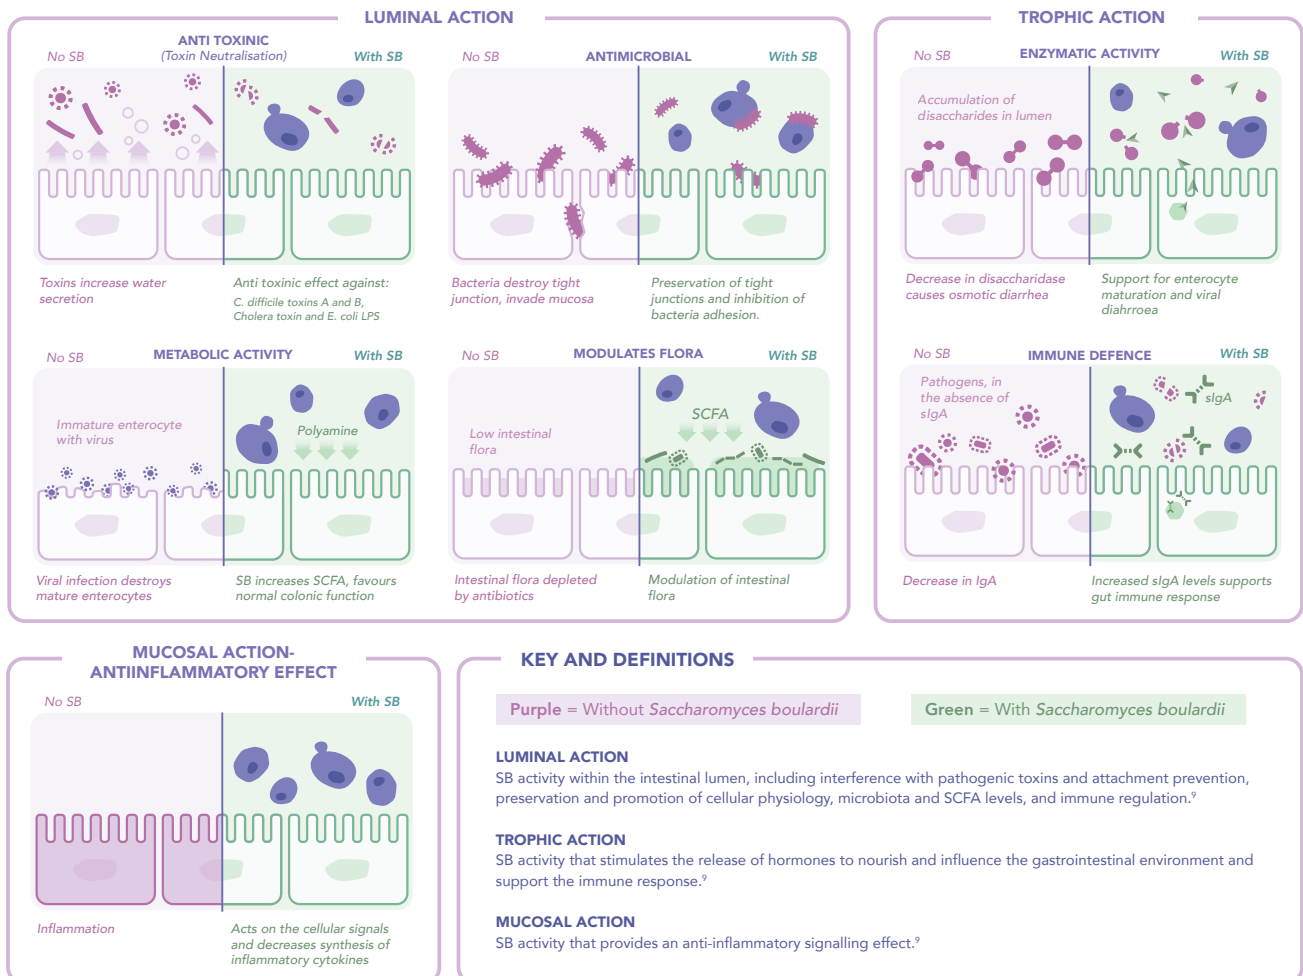 LUMINAL ACTION
ANTI TOXINIC
(Toxin Neutralisation)
No SB
With SB
Toxins increase water
secretion
Anti toxinic effect against:
C. difficile toxins A and B,
Cholera toxin and E. coli LPS
No SB
ANTIMICROBIAL
With SB
Bacteria destroy tight
junction, invade mucosa
Preservation of tight
junctions and inhibition of
bacteria adhesion.
No SB
METABOLIC ACTIVITY
With SB
Immature enterocyte
with virus
Polyamine
Viral infection destroys
mature enterocytes
SB increases SCFA, favours
normal colonic function
No SB
MODULATES FLORA
With SB
Low intestinal
flora
SCFA
Intestinal flora depleted
by antibiotics
Modulation of intestinal
flora
TROPHIC ACTION
No SB
ENZYMATIC ACTIVITY
With SB
Accumulation of
disaccharides in lumen
Decrease in disaccharidase
causes osmotic diarrhea
Support for enterocyte
maturation and viral
diahrroea
No SB
IMMUNE DEFENCE
With SB
Pathogens, in
the absence of
sIgA
sIgA
Decrease in IgA
Increased sIgA levels supports
gut immune response
MUCOSAL ACTION-
ANTIINFLAMMATORY EFFECT
No SB
With SB
Inflammation
Acts on the cellular signals
and decreases synthesis of
inflammatory cytokines
KEY AND DEFINITIONS
Purple = Without Saccharomyces boulardii
Green = With Saccharomyces boulardii
LUMINAL ACTION
SB activity within the intestinal lumen, including interference with pathogenic toxins and attachment prevention,
preservation and promotion of cellular physiology, microbiota and SCFA levels, and immune regulation.⁹
TROPHIC ACTION
SB activity that stimulates the release of hormones to nourish and influence the gastrointestinal environment and
support the immune response.⁹
MUCOSAL ACTION
SB activity that provides an anti-inflammatory signalling effect.⁹